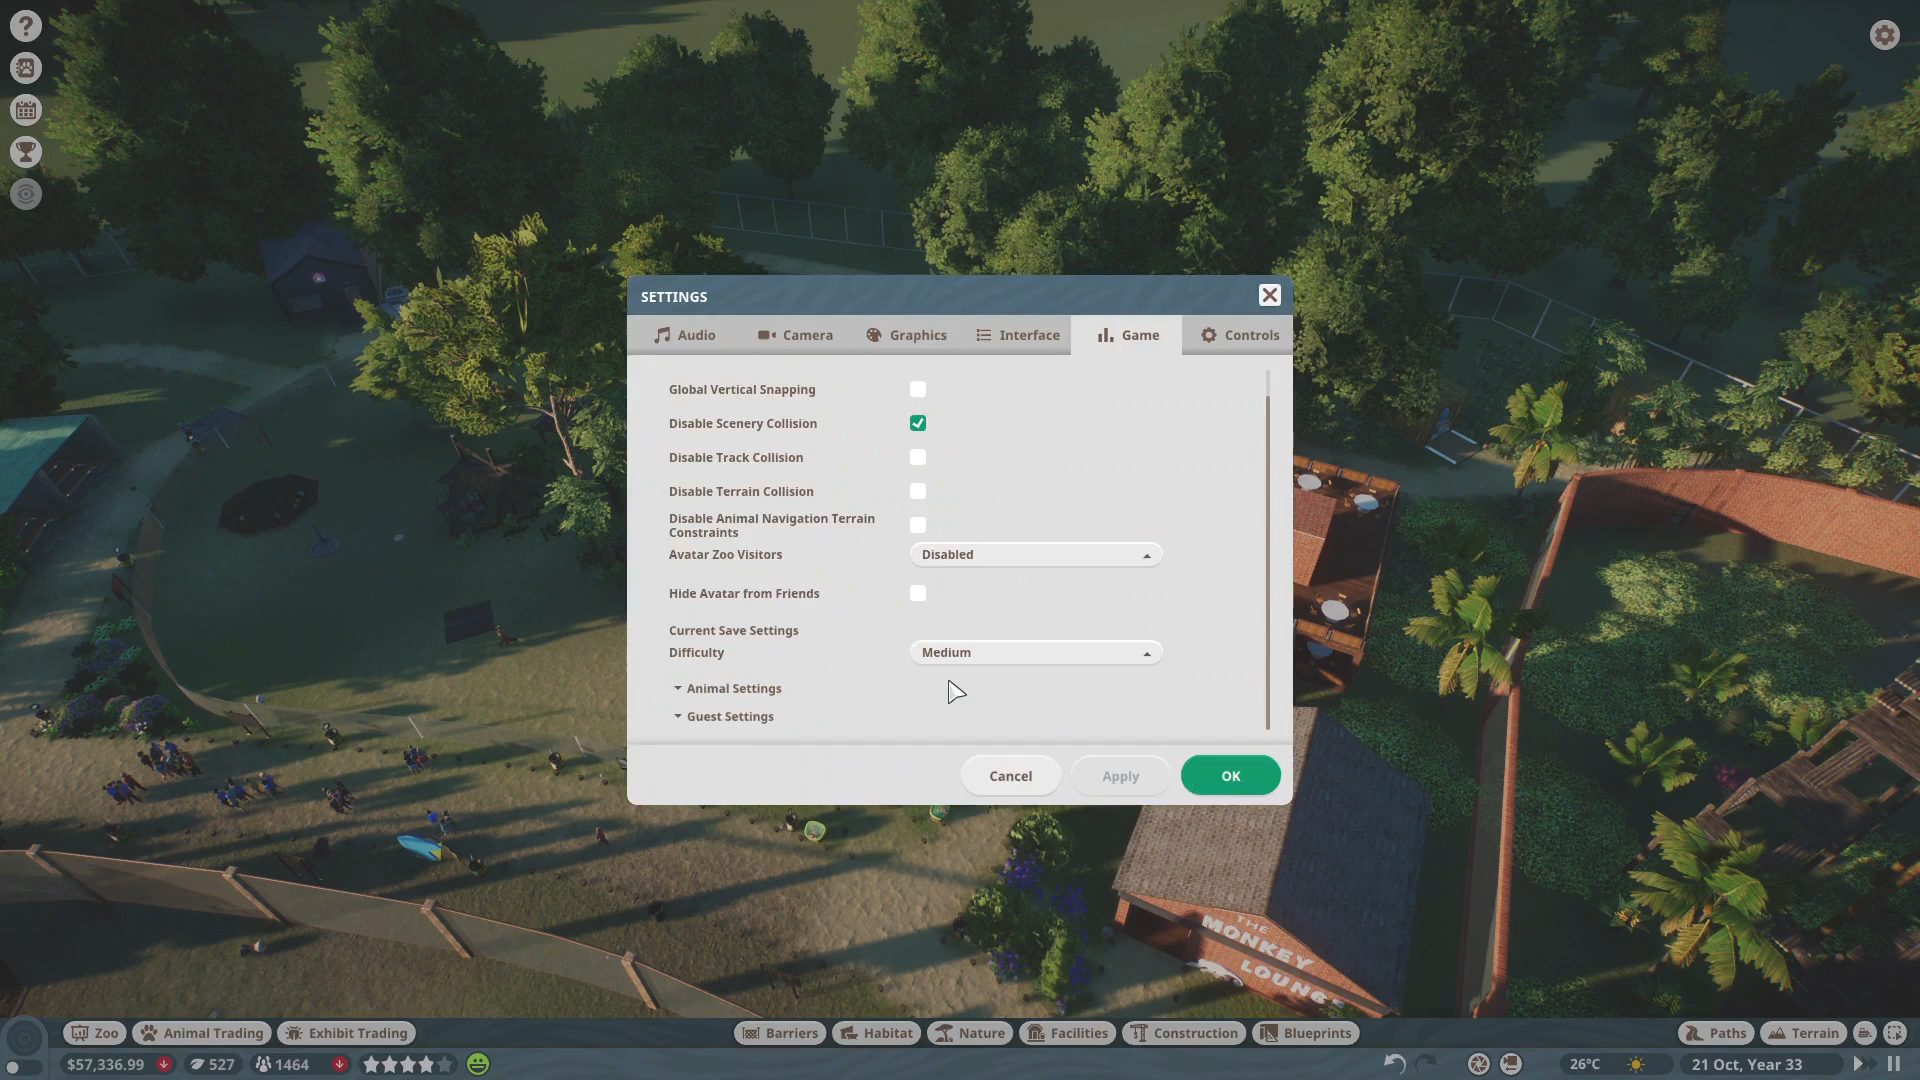 SETTINGS
Audio
Camera
Graphics
Interface
Game
Controls
Global Vertical Snapping
Disable Scenery Collision
Disable Track Collision
Disable Terrain Collision
Disable Animal Navigation Terrain
Constraints
Avatar Zoo Visitors
Disabled
Hide Avatar from Friends
Current Save Settings
Difficulty
Medium
Animal Settings
Guest Settings
Cancel
Apply
OK
THE
MONKEY
LOUNGE
Zoo
Animal Trading
Exhibit Trading
Barriers
Habitat
Nature
Facilities
Construction
Blueprints
Paths
Terrain
$57,336.99
527
1464
26°C
21 Oct, Year 33